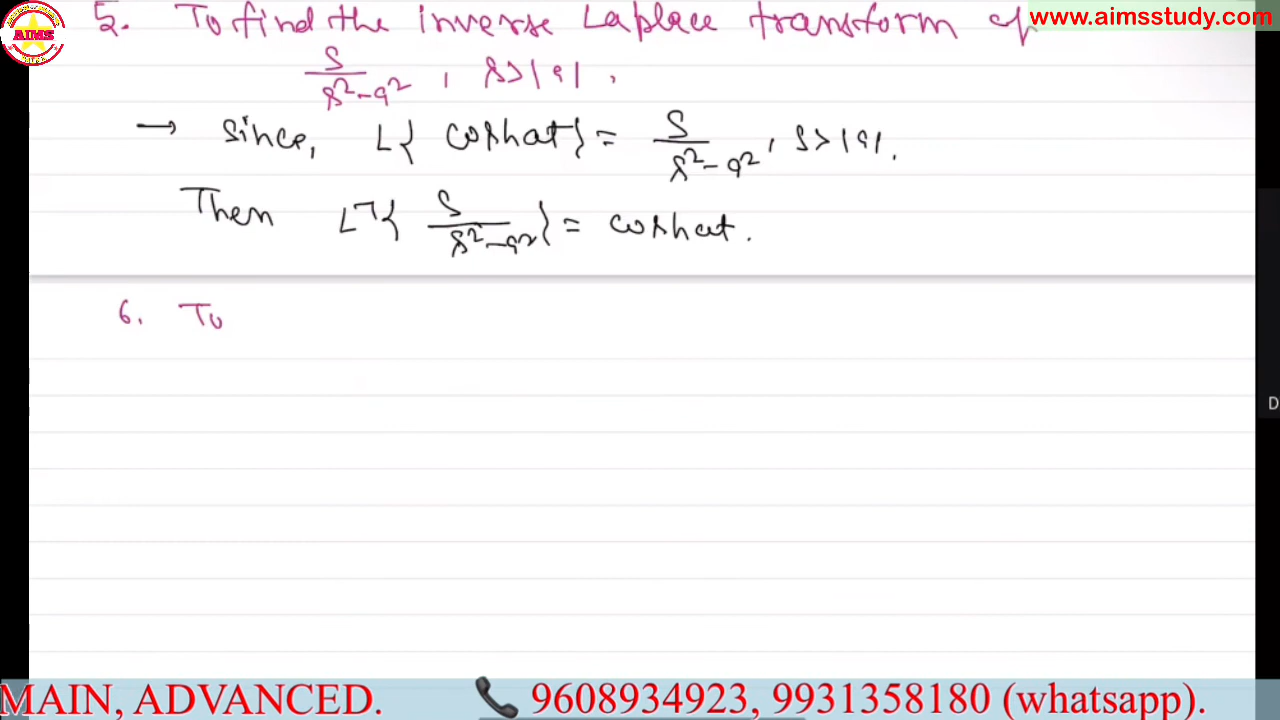 www.aimsstudy.com
AIMS
5. To find the inverse Laplace transform of
s/(s²-a²), s>|a|.
→ Since, L{coshat} = s/(s²-a²), s>|a|.
Then L⁻¹{s/(s²-a²)} = coshat.
6. To
D
MAIN, ADVANCED. 9608934923, 9931358180 (whatsapp).